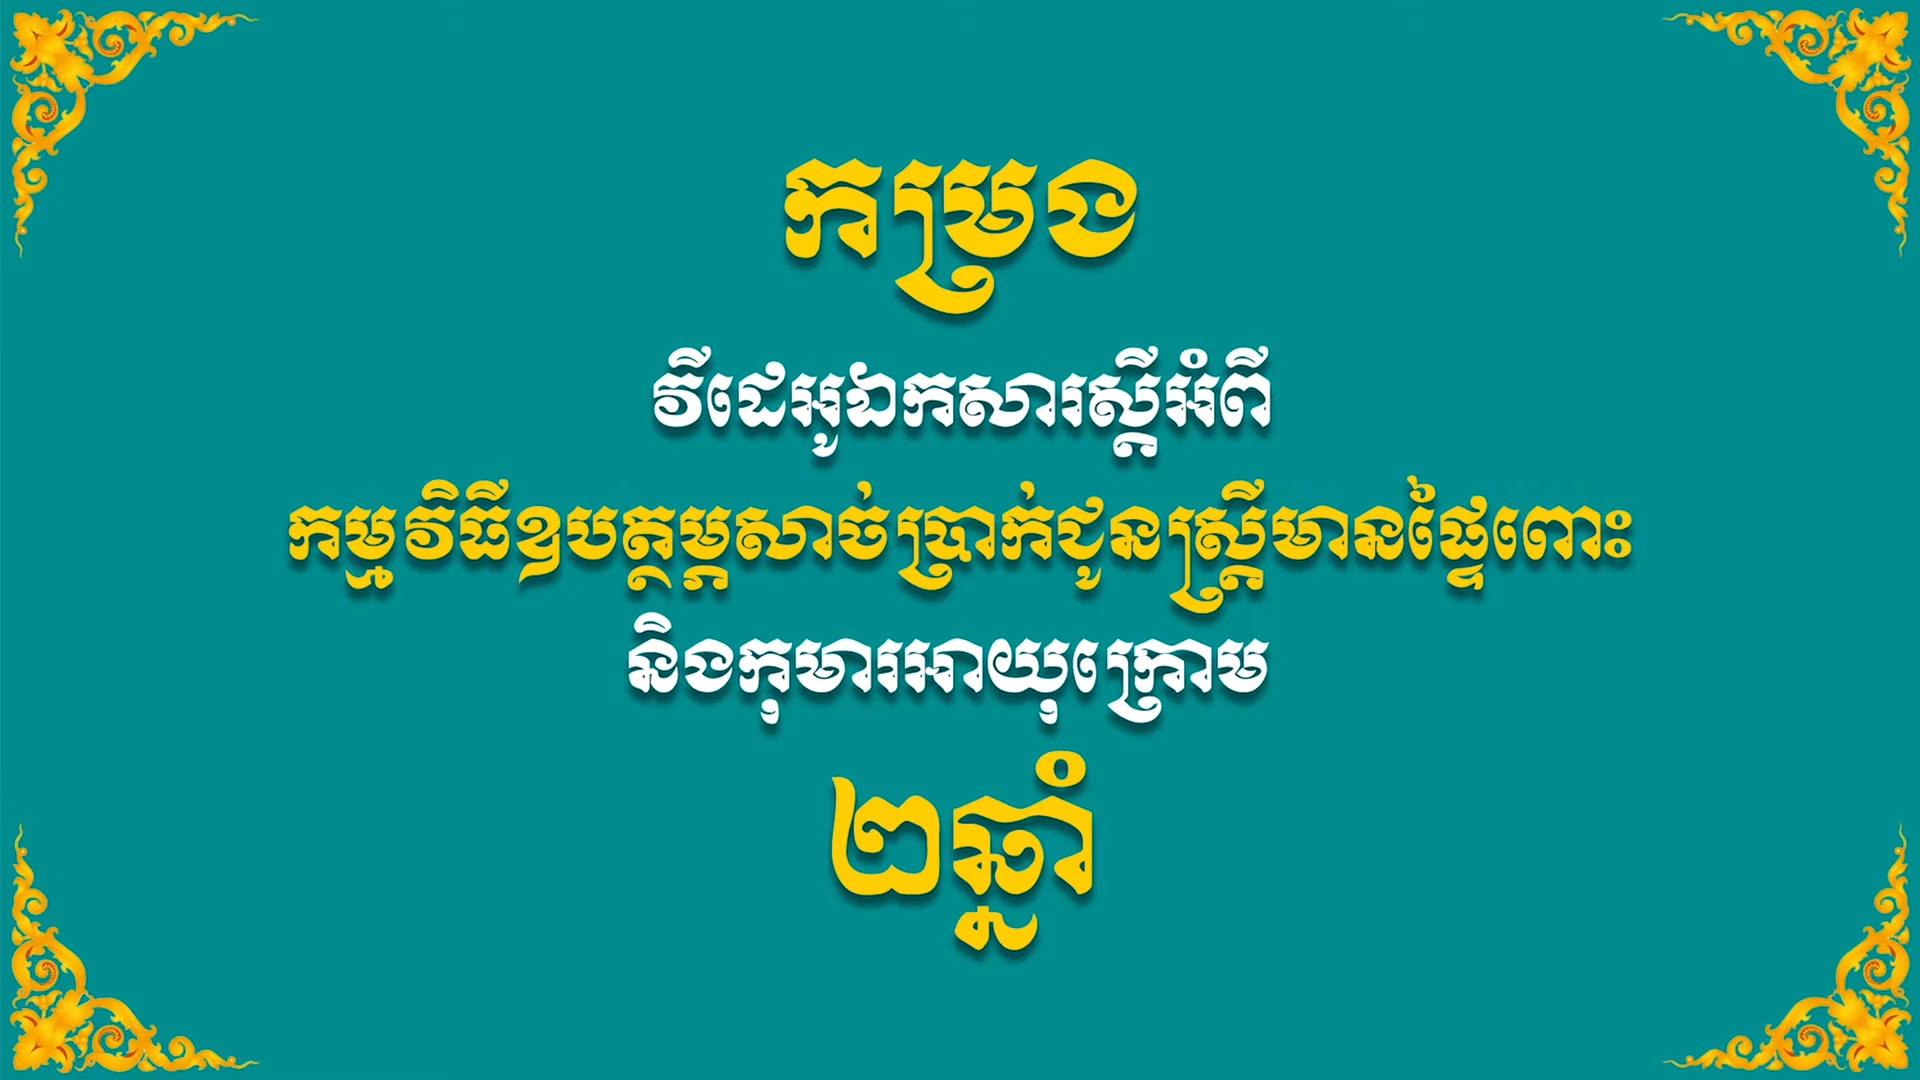 កម្រង
វីដេអូឯកសារស្តីអំពី
កម្មវិធីឧបត្ថម្ភសាច់ប្រាក់ជូនស្ត្រីមានផ្ទៃពោះ
និងកុមារអាយុក្រោម
២ឆ្នាំ